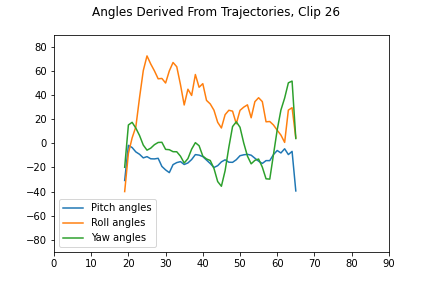 Angles Derived From Trajectories, Clip 26
80
60
40
20
0
−20
−40
−60
−80
Pitch angles
Roll angles
Yaw angles
0 10 20 30 40 50 60 70 80 90